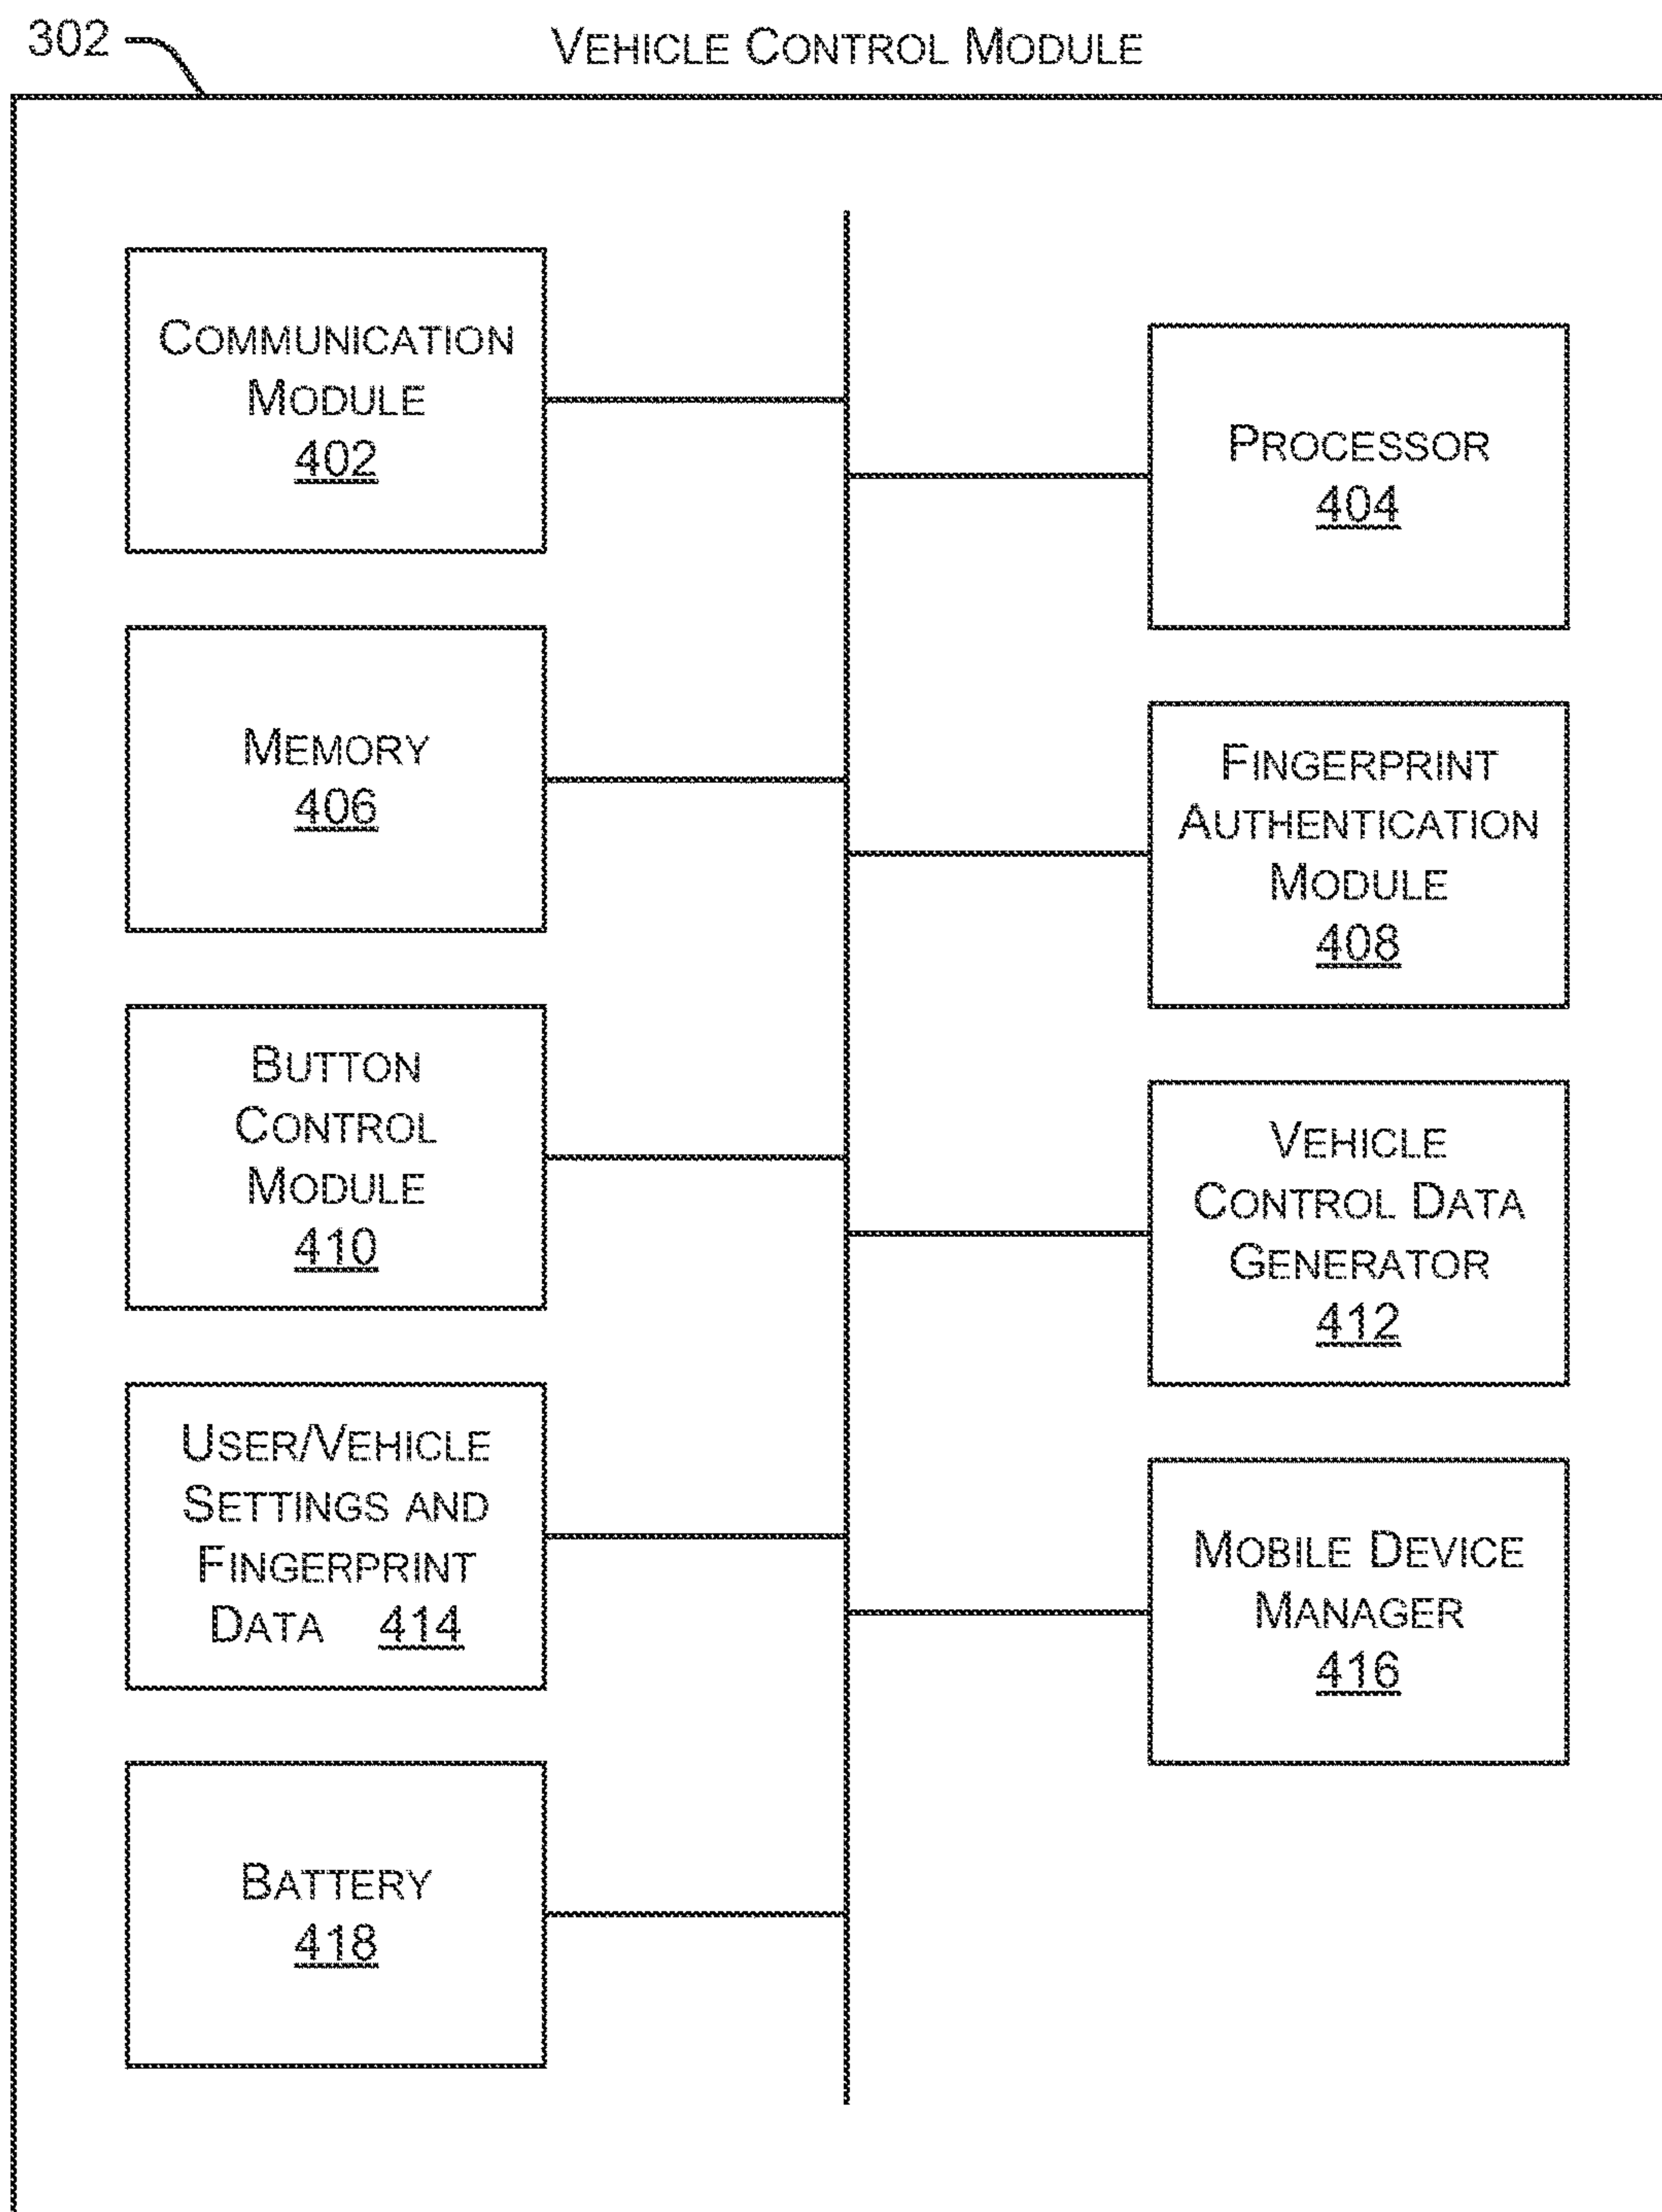 302
VEHICLE CONTROL MODULE
COMMUNICATION
MODULE
402
PROCESSOR
404
MEMORY
406
FINGERPRINT
AUTHENTICATION
MODULE
408
BUTTON
CONTROL
MODULE
410
VEHICLE
CONTROL DATA
GENERATOR
412
USER/VEHICLE
SETTINGS AND
FINGERPRINT
DATA 414
MOBILE DEVICE
MANAGER
416
BATTERY
418